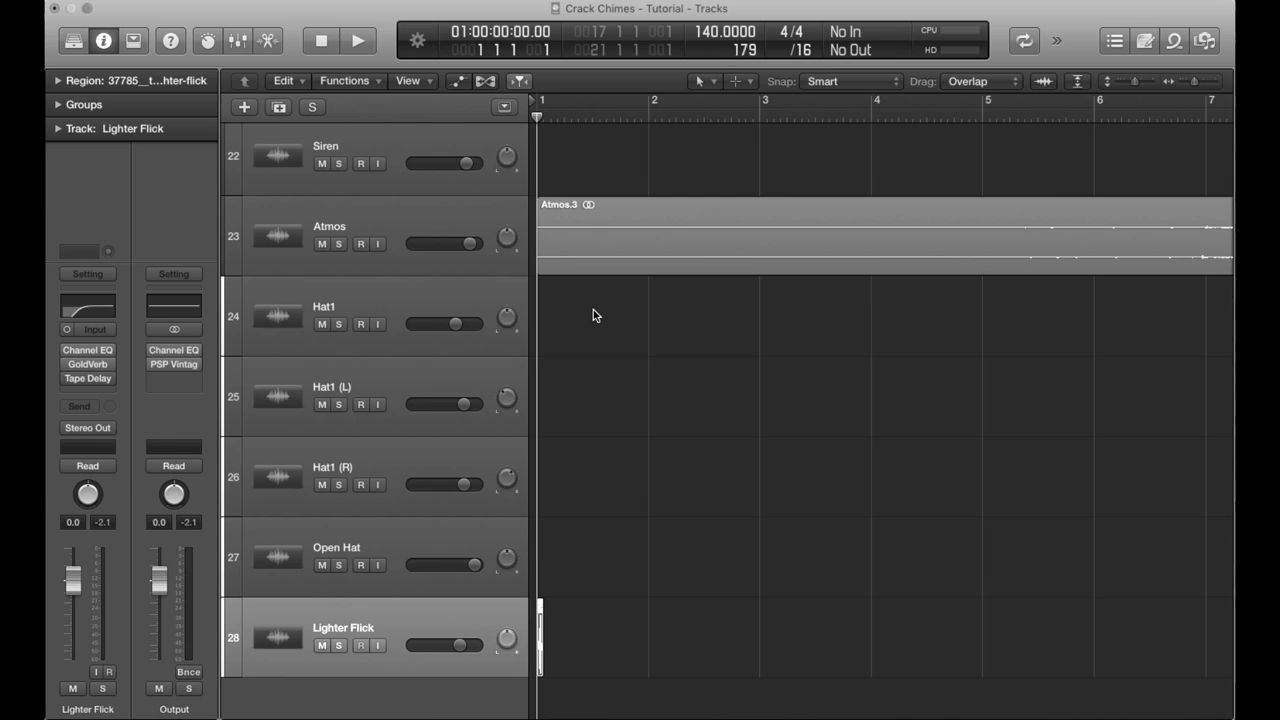 Crack Chimes - Tutorial - Tracks
01:00:00:00.00
1 1 1 1
0017 1 1 001
0021 1 1 001
140.0000
179
4/4
/16
No In
No Out
CPU
HD
Region: 37785__t...hter-flick
Groups
Track: Lighter Flick
Edit
Functions
View
Snap: Smart
Drag: Overlap
S
1 2 3 4 5 6 7
22 Siren
M S R I
23 Atmos
M S R I
Atmos.3
24 Hat1
M S R I
25 Hat1 (L)
M S R I
26 Hat1 (R)
M S R I
27 Open Hat
M S R I
28 Lighter Flick
M S R I
Setting Setting
Input
Channel EQ Channel EQ
GoldVerb PSP Vintag
Tape Delay
Send
Stereo Out
Read Read
0.0 -2.1 0.0 -2.1
I R Bnce
M S M S
Lighter Flick Output